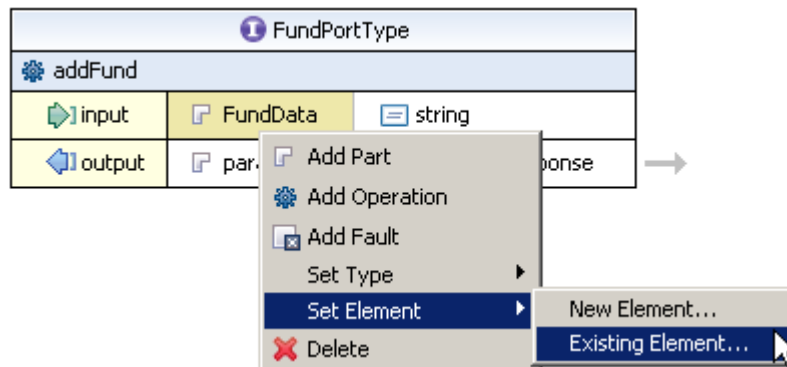 FundPortType
addFund
input FundData string
output par ponse
Add Part
Add Operation
Add Fault
Set Type
Set Element
Delete
New Element...
Existing Element...